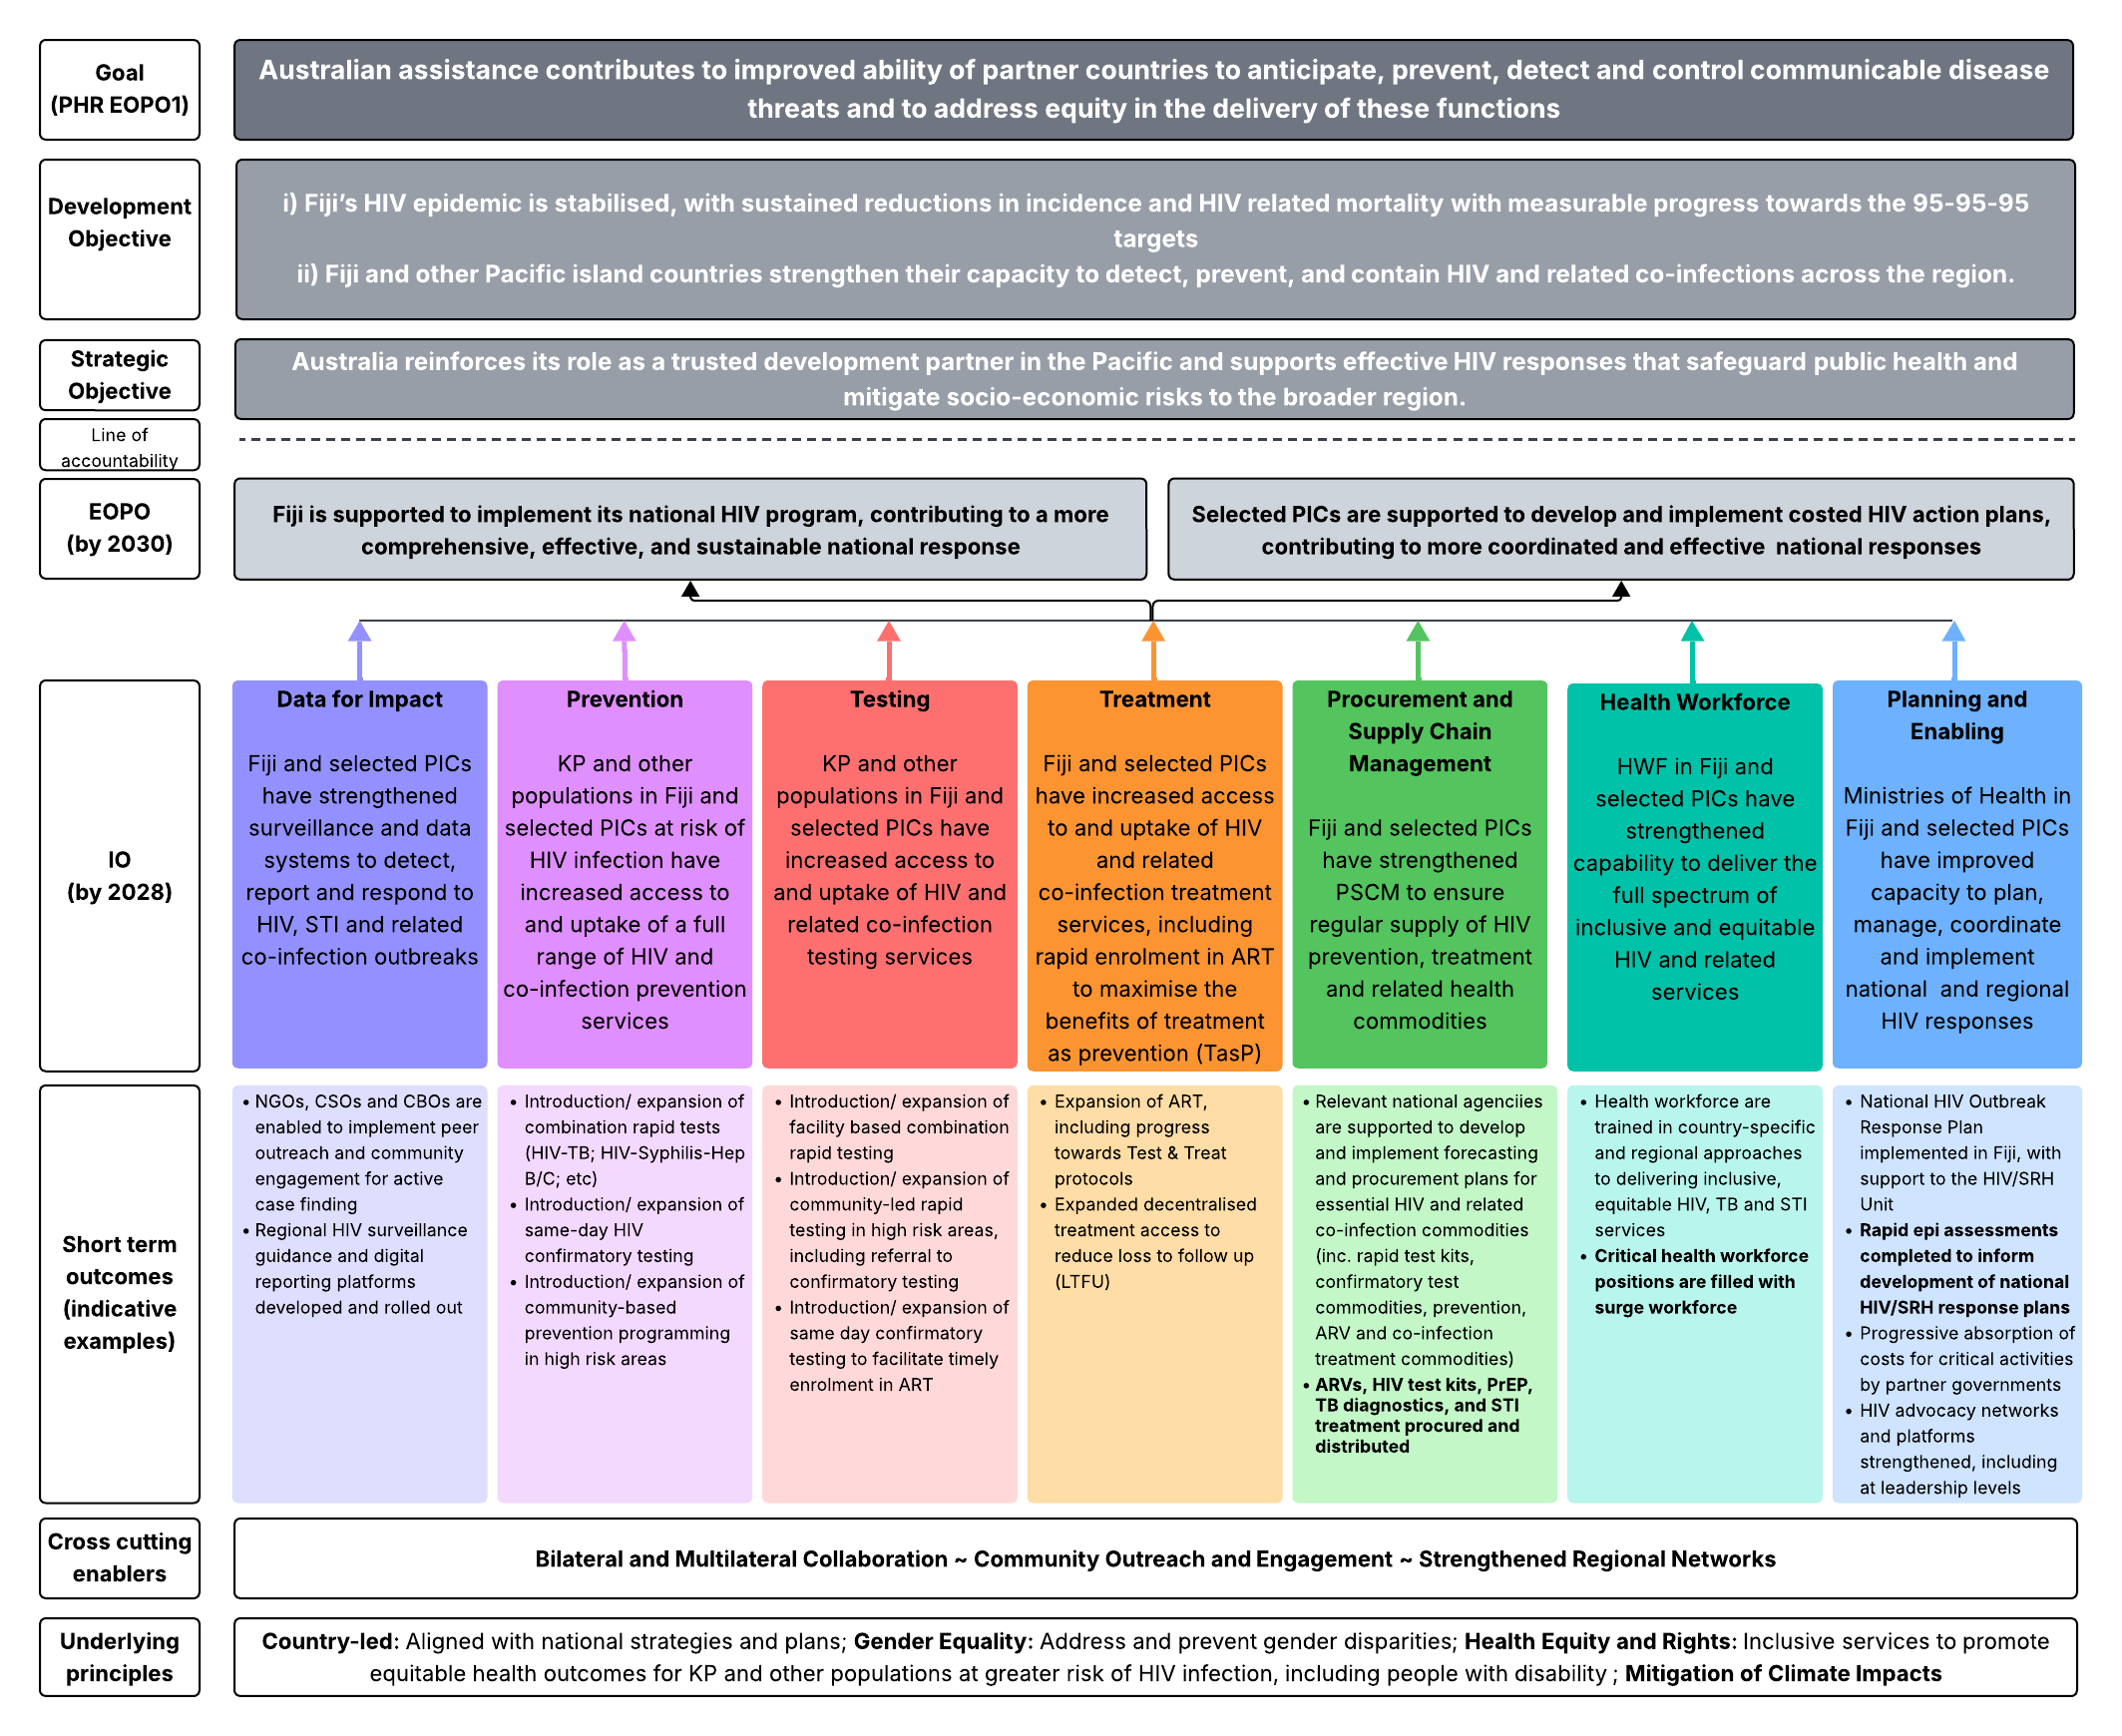 Goal
(PHR EOPO1)
Australian assistance contributes to improved ability of partner countries to anticipate, prevent, detect and control communicable disease
threats and to address equity in the delivery of these functions
Development
Objective
i) Fiji's HIV epidemic is stabilised, with sustained reductions in incidence and HIV related mortality with measurable progress towards the 95-95-95
targets
ii) Fiji and other Pacific island countries strengthen their capacity to detect, prevent, and contain HIV and related co-infections across the region.
Strategic
Objective
Australia reinforces its role as a trusted development partner in the Pacific and supports effective HIV responses that safeguard public health and
mitigate socio-economic risks to the broader region.
Line of
accountability
EOPO
(by 2030)
Fiji is supported to implement its national HIV program, contributing to a more
comprehensive, effective, and sustainable national response
Selected PICs are supported to develop and implement costed HIV action plans,
contributing to more coordinated and effective  national responses
IO
(by 2028)
Data for Impact
Fiji and selected PICs
have strengthened
surveillance and data
systems to detect,
report and respond to
HIV, STI and related
co-infection outbreaks
Prevention
KP and other
populations in Fiji and
selected PICs at risk of
HIV infection have
increased access to
and uptake of a full
range of HIV and
co-infection prevention
services
Testing
KP and other
populations in Fiji and
selected PICs have
increased access to
and uptake of HIV and
related co-infection
testing services
Treatment
Fiji and selected PICs
have increased access
to and uptake of HIV
and related
co-infection treatment
services, including
rapid enrolment in ART
to maximise the
benefits of treatment
as prevention (TasP)
Procurement and
Supply Chain
Management
Fiji and selected PICs
have strengthened
PSCM to ensure
regular supply of HIV
prevention, treatment
and related health
commodities
Health Workforce
HWF in Fiji and
selected PICs have
strengthened
capability to deliver the
full spectrum of
inclusive and equitable
HIV and related
services
Planning and
Enabling
Ministries of Health in
Fiji and selected PICs
have improved
capacity to plan,
manage, coordinate
and implement
national  and regional
HIV responses
Short term
outcomes
(indicative
examples)
• NGOs, CSOs and CBOs are
enabled to implement peer
outreach and community
engagement for active
case finding
• Regional HIV surveillance
guidance and digital
reporting platforms
developed and rolled out
• Introduction/ expansion of
combination rapid tests
(HIV-TB; HIV-Syphilis-Hep
B/C; etc)
• Introduction/ expansion of
same-day HIV
confirmatory testing
• Introduction/ expansion of
community-based
prevention programming
in high risk areas
• Introduction/ expansion of
facility based combination
rapid testing
• Introduction/ expansion of
community-led rapid
testing in high risk areas,
including referral to
confirmatory testing
• Introduction/ expansion of
same day confirmatory
testing to facilitate timely
enrolment in ART
• Expansion of ART,
including progress
towards Test & Treat
protocols
• Expanded decentralised
treatment access to
reduce loss to follow up
(LTFU)
• Relevant national agenciies
are supported to develop
and implement forecasting
and procurement plans for
essential HIV and related
co-infection commodities
(inc. rapid test kits,
confirmatory test
commodities, prevention,
ARV and co-infection
treatment commodities)
• ARVs, HIV test kits, PrEP,
TB diagnostics, and STI
treatment procured and
distributed
• Health workforce are
trained in country-specific
and regional approaches
to delivering inclusive,
equitable HIV, TB and STI
services
• Critical health workforce
positions are filled with
surge workforce
• National HIV Outbreak
Response Plan
implemented in Fiji, with
support to the HIV/SRH
Unit
• Rapid epi assessments
completed to inform
development of national
HIV/SRH response plans
• Progressive absorption of
costs for critical activities
by partner governments
• HIV advocacy networks
and platforms
strengthened, including
at leadership levels
Cross cutting
enablers
Bilateral and Multilateral Collaboration ~ Community Outreach and Engagement ~ Strengthened Regional Networks
Underlying
principles
Country-led: Aligned with national strategies and plans; Gender Equality: Address and prevent gender disparities; Health Equity and Rights: Inclusive services to promote
equitable health outcomes for KP and other populations at greater risk of HIV infection, including people with disability ; Mitigation of Climate Impacts